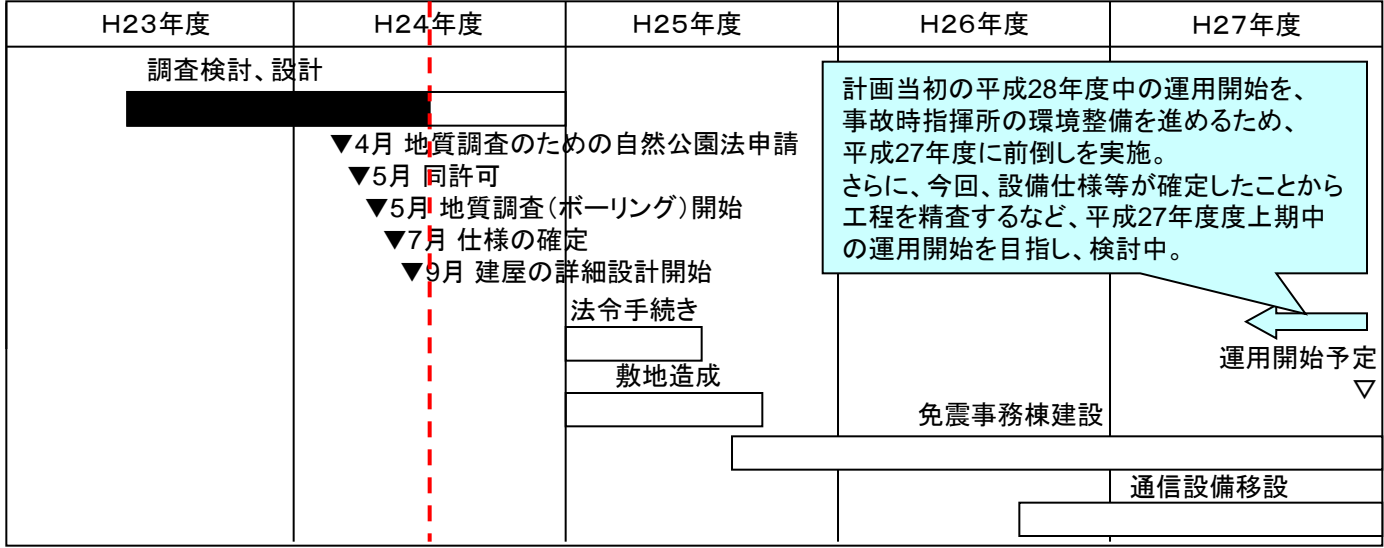 H23年度
H24年度
H25年度
H26年度
H27年度
調査検討、設計
▼4月 地質調査のための自然公園法申請
▼5月 同許可
▼5月 地質調査(ボーリング)開始
▼7月 仕様の確定
▼9月 建屋の詳細設計開始
計画当初の平成28年度中の運用開始を、
事故時指揮所の環境整備を進めるため、
平成27年度に前倒しを実施。
さらに、今回、設備仕様等が確定したことから
工程を精査するなど、平成27年度度上期中
の運用開始を目指し、検討中。
法令手続き
運用開始予定
▽
敷地造成
免震事務棟建設
通信設備移設